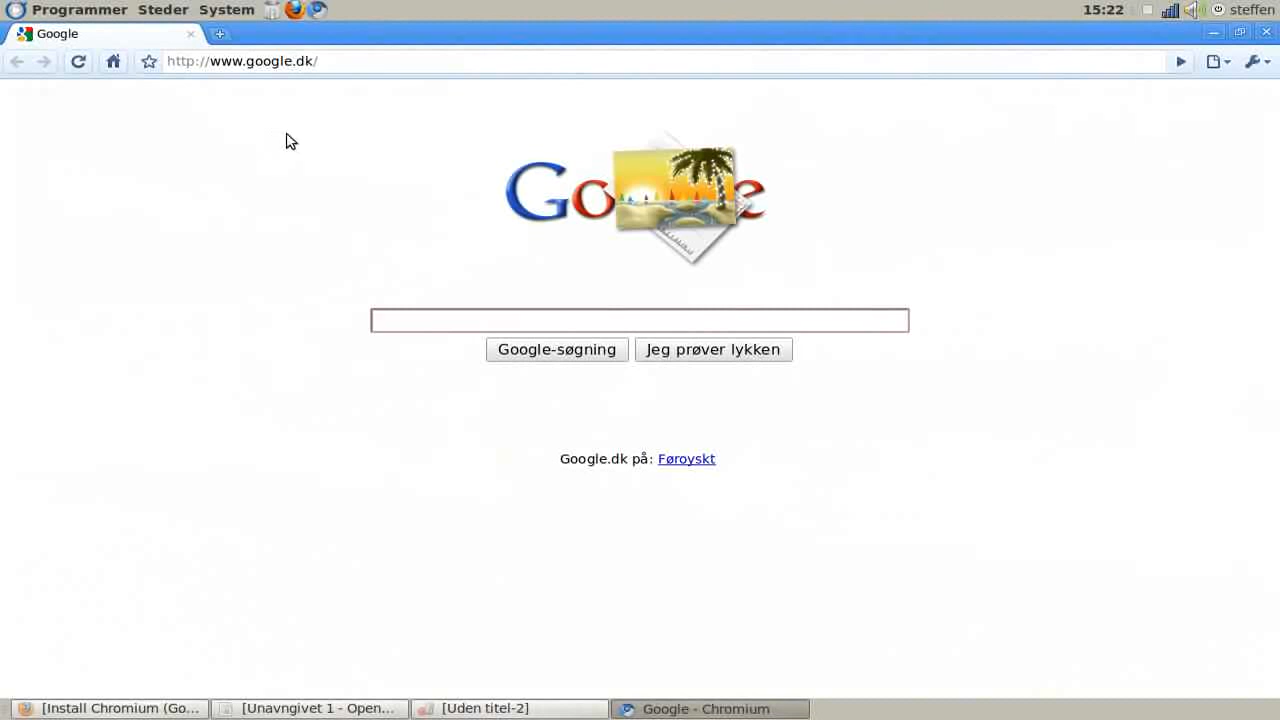 Programmer Steder System 15:22 steffen
Google
http://www.google.dk/
Go e
Google-søgning Jeg prøver lykken
Google.dk på: Føroyskt
[Install Chromium (Go... [Unavngivet 1 - Open... [Uden titel-2] Google - Chromium